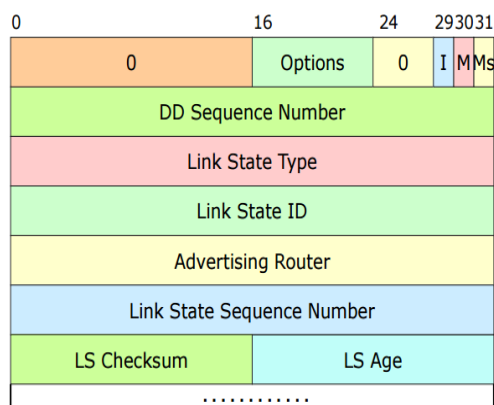 0 16 24 29 30 31
0 Options 0 I M Ms
DD Sequence Number
Link State Type
Link State ID
Advertising Router
Link State Sequence Number
LS Checksum LS Age
............